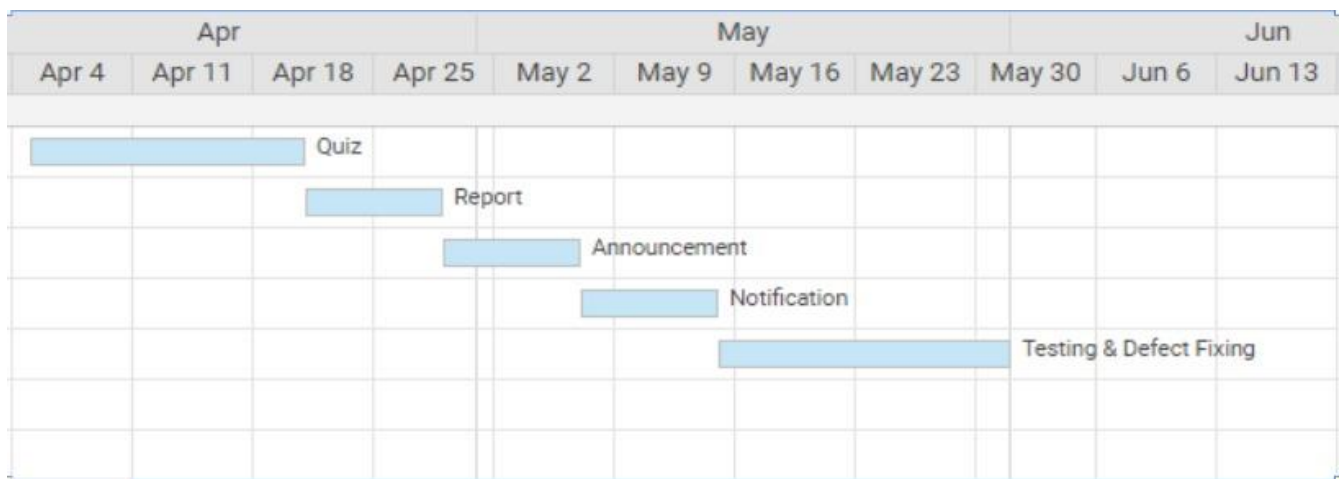 Apr May Jun
Apr 4 Apr 11 Apr 18 Apr 25 May 2 May 9 May 16 May 23 May 30 Jun 6 Jun 13
Quiz
Report
Announcement
Notification
Testing & Defect Fixing